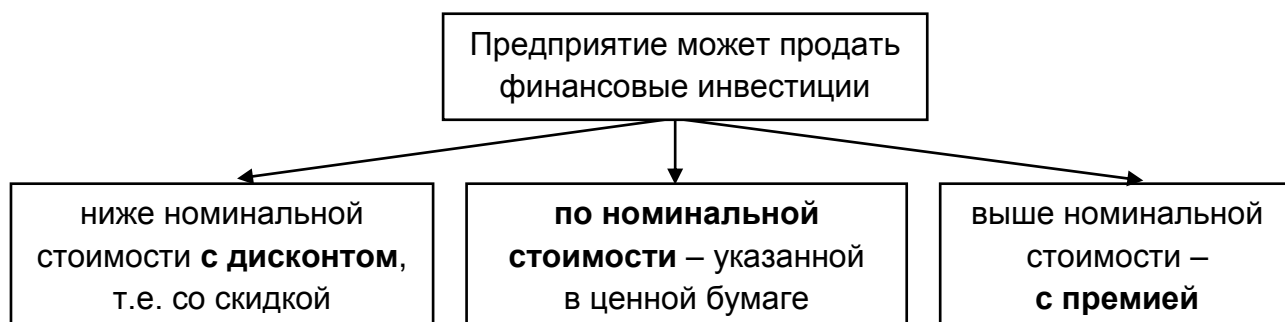 Предприятие может продать
финансовые инвестиции
ниже номинальной
стоимости с дисконтом,
т.е. со скидкой
по номинальной
стоимости – указанной
в ценной бумаге
выше номинальной
стоимости –
с премией